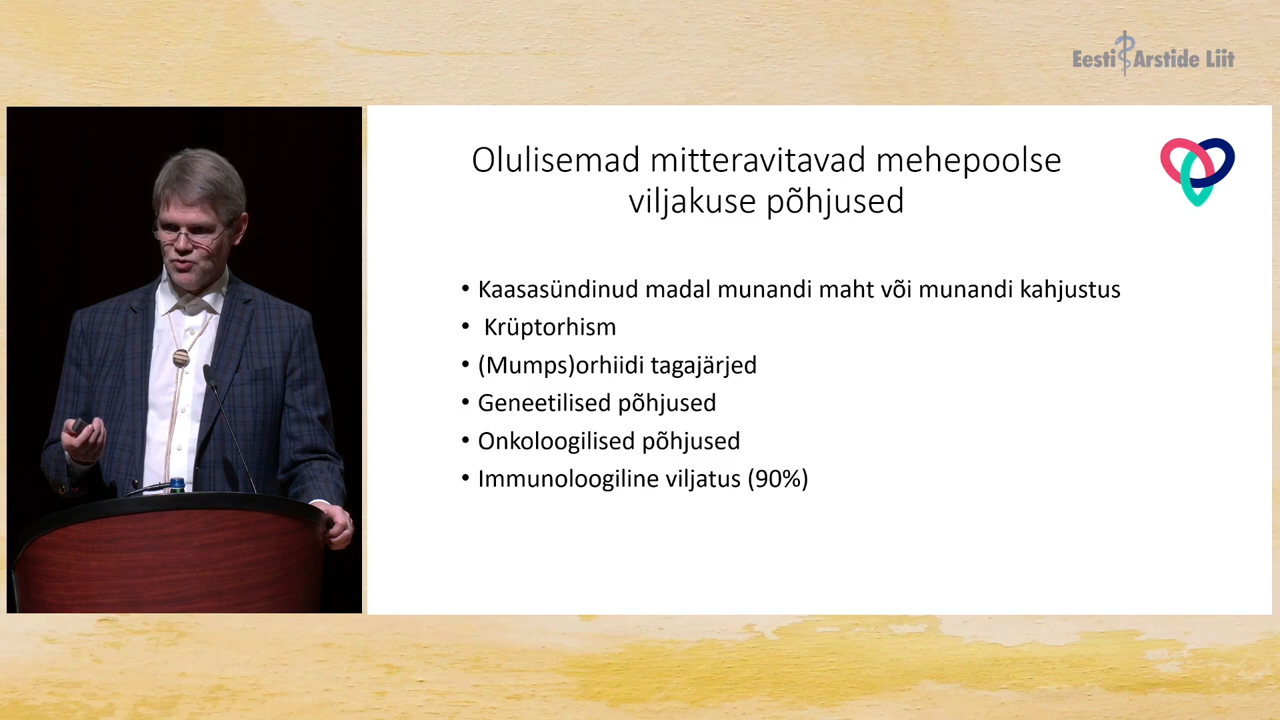 Eesti Arstide Liit
Olulisemad mitteravitavad mehepoolse
viljakuse põhjused
• Kaasasündinud madal munandi maht või munandi kahjustus
• Krüptorhism
• (Mumps)orhiidi tagajärjed
• Geneetilised põhjused
• Onkoloogilised põhjused
• Immunoloogiline viljatus (90%)